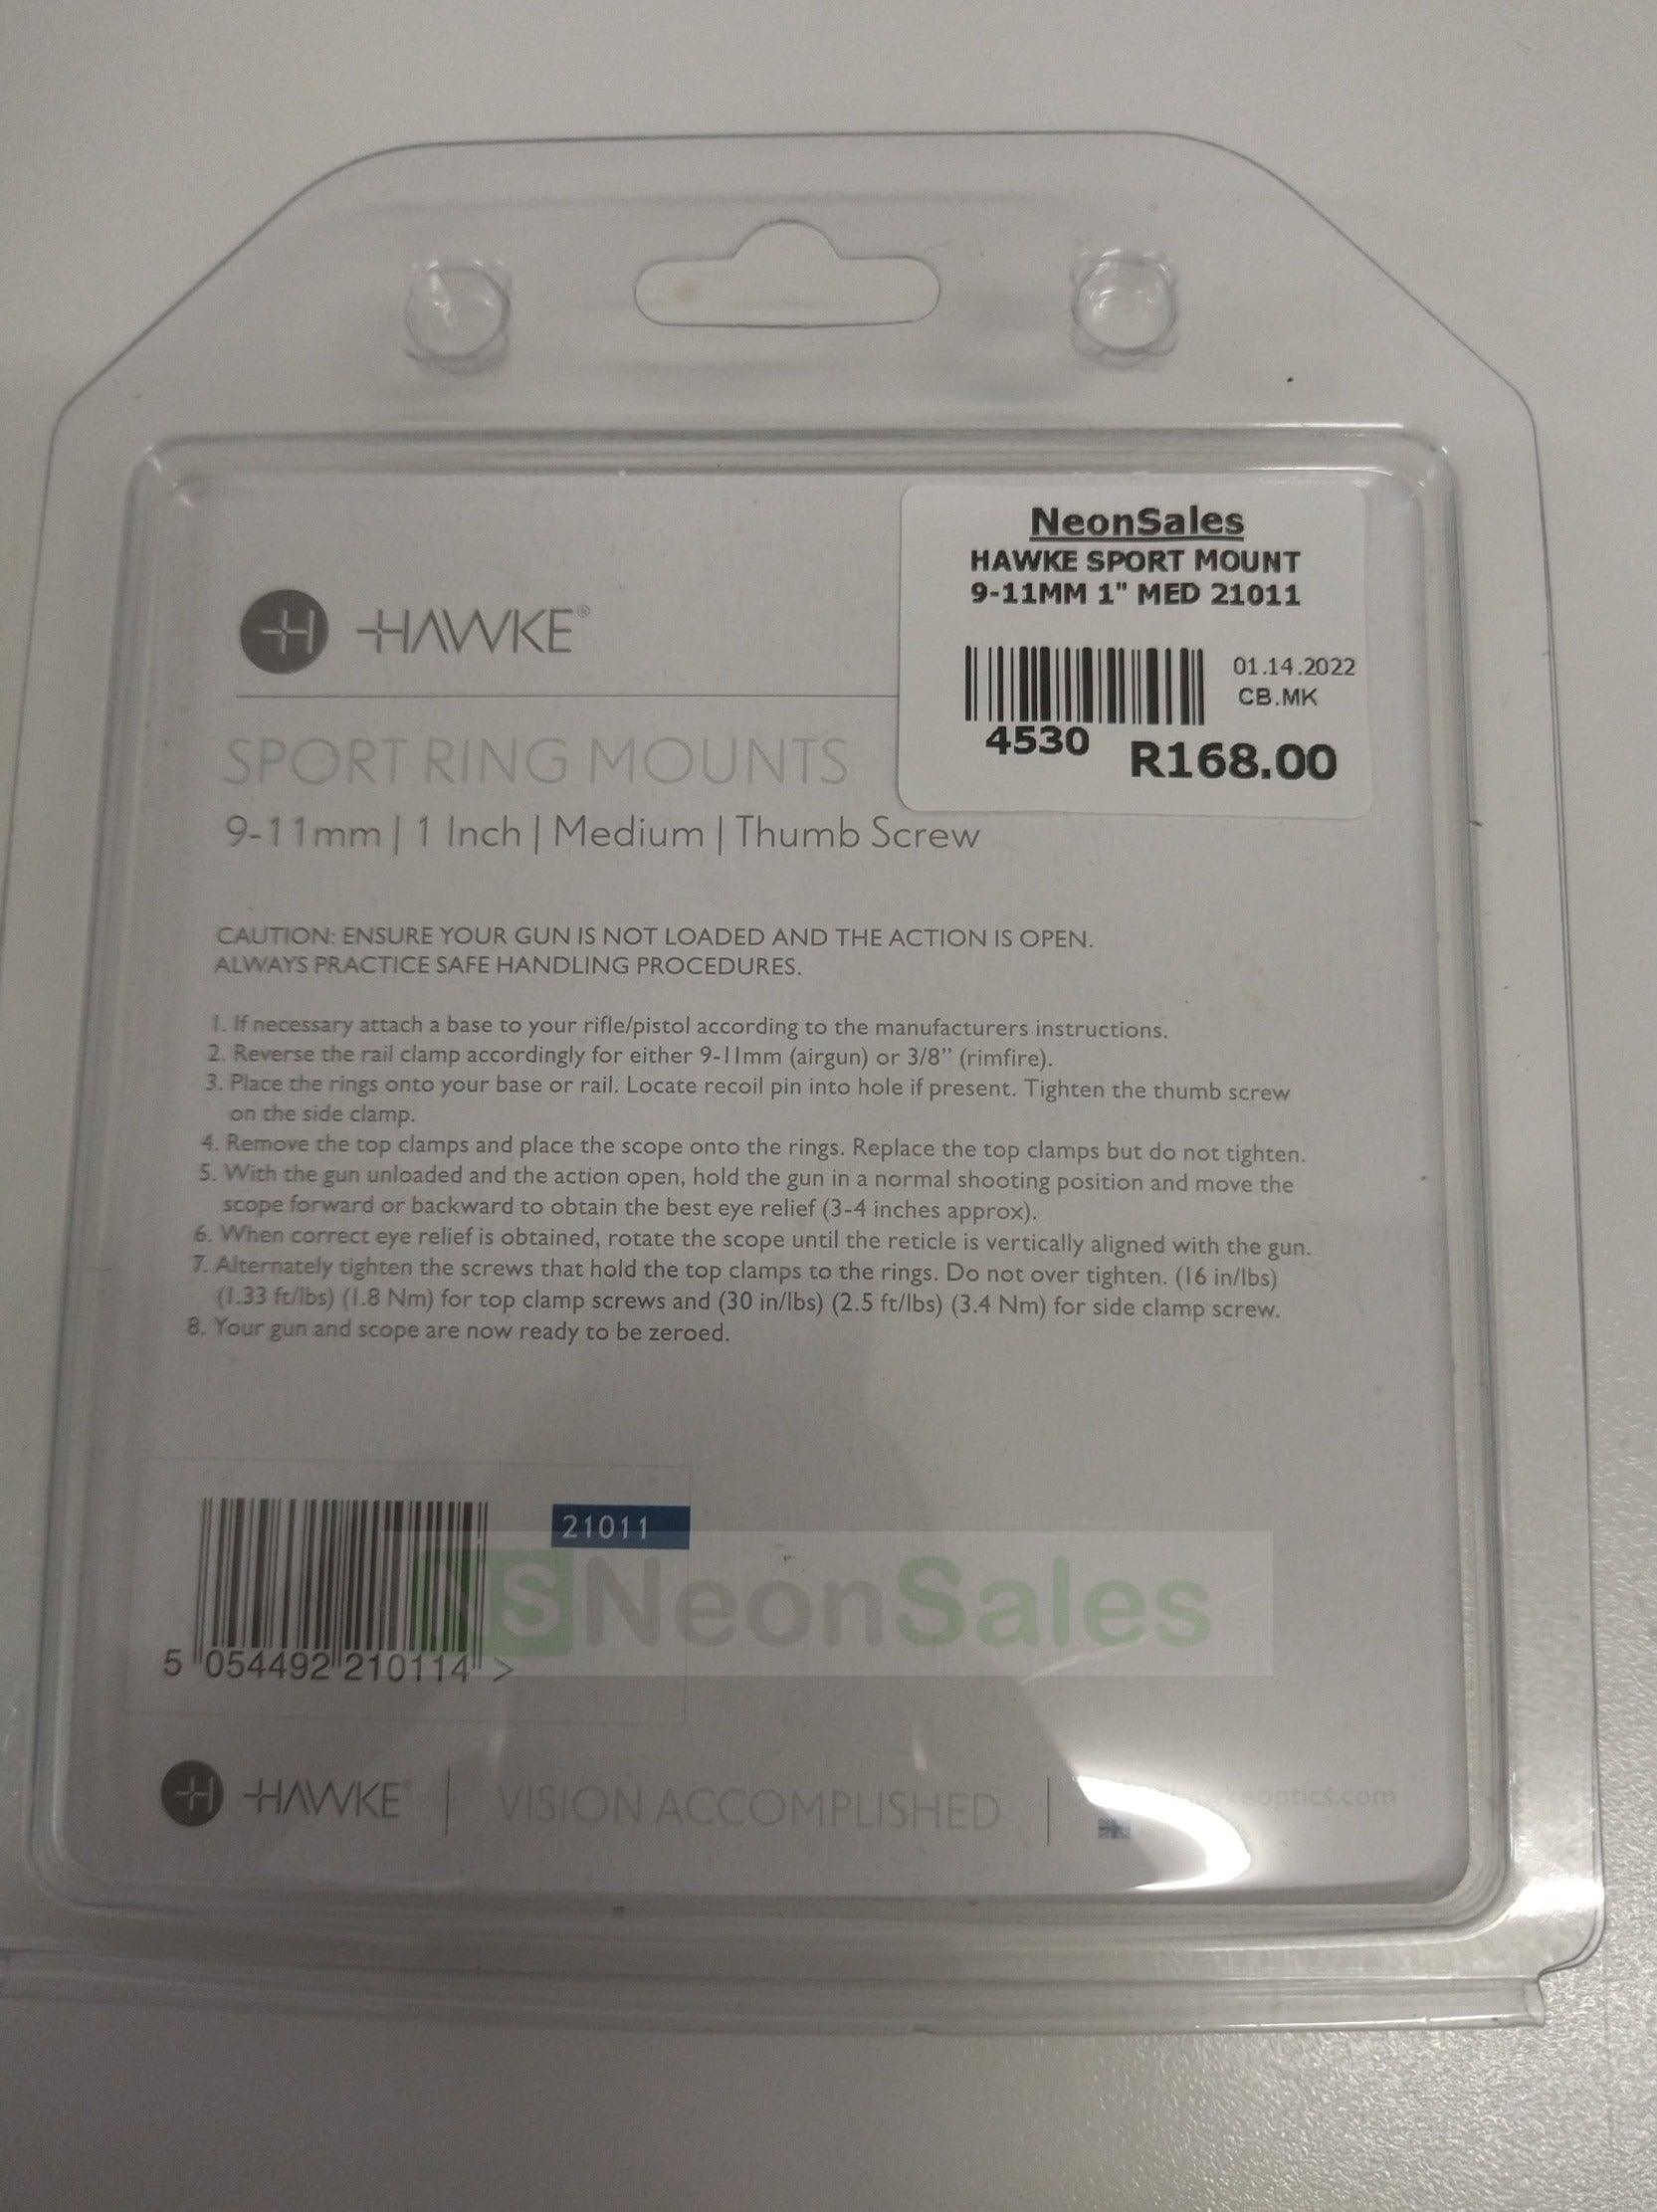 NeonSales
HAWKE SPORT MOUNT
9-11MM 1" MED 21011
01.14.2022
CB.MK
4530
R168.00
H HAWKE®
SPORT RING MOUNTS
9-11mm | 1 Inch | Medium | Thumb Screw
CAUTION: ENSURE YOUR GUN IS NOT LOADED AND THE ACTION IS OPEN.
ALWAYS PRACTICE SAFE HANDLING PROCEDURES.
1. If necessary attach a base to your rifle/pistol according to the manufacturers instructions.
2. Reverse the rail clamp accordingly for either 9-11mm (airgun) or 3/8" (rimfire).
3. Place the rings onto your base or rail. Locate recoil pin into hole if present. Tighten the thumb screw
on the side clamp.
4. Remove the top clamps and place the scope onto the rings. Replace the top clamps but do not tighten.
5. With the gun unloaded and the action open, hold the gun in a normal shooting position and move the
scope forward or backward to obtain the best eye relief (3-4 inches approx).
6. When correct eye relief is obtained, rotate the scope until the reticle is vertically aligned with the gun.
7. Alternately tighten the screws that hold the top clamps to the rings. Do not over tighten. (16 in/lbs)
(1.33 ft/lbs) (1.8 Nm) for top clamp screws and (30 in/lbs) (2.5 ft/lbs) (3.4 Nm) for side clamp screw.
8. Your gun and scope are now ready to be zeroed.
21011
NS NeonSales
5 054492 210114 >
H HAWKE® | VISION ACCOMPLISHED |